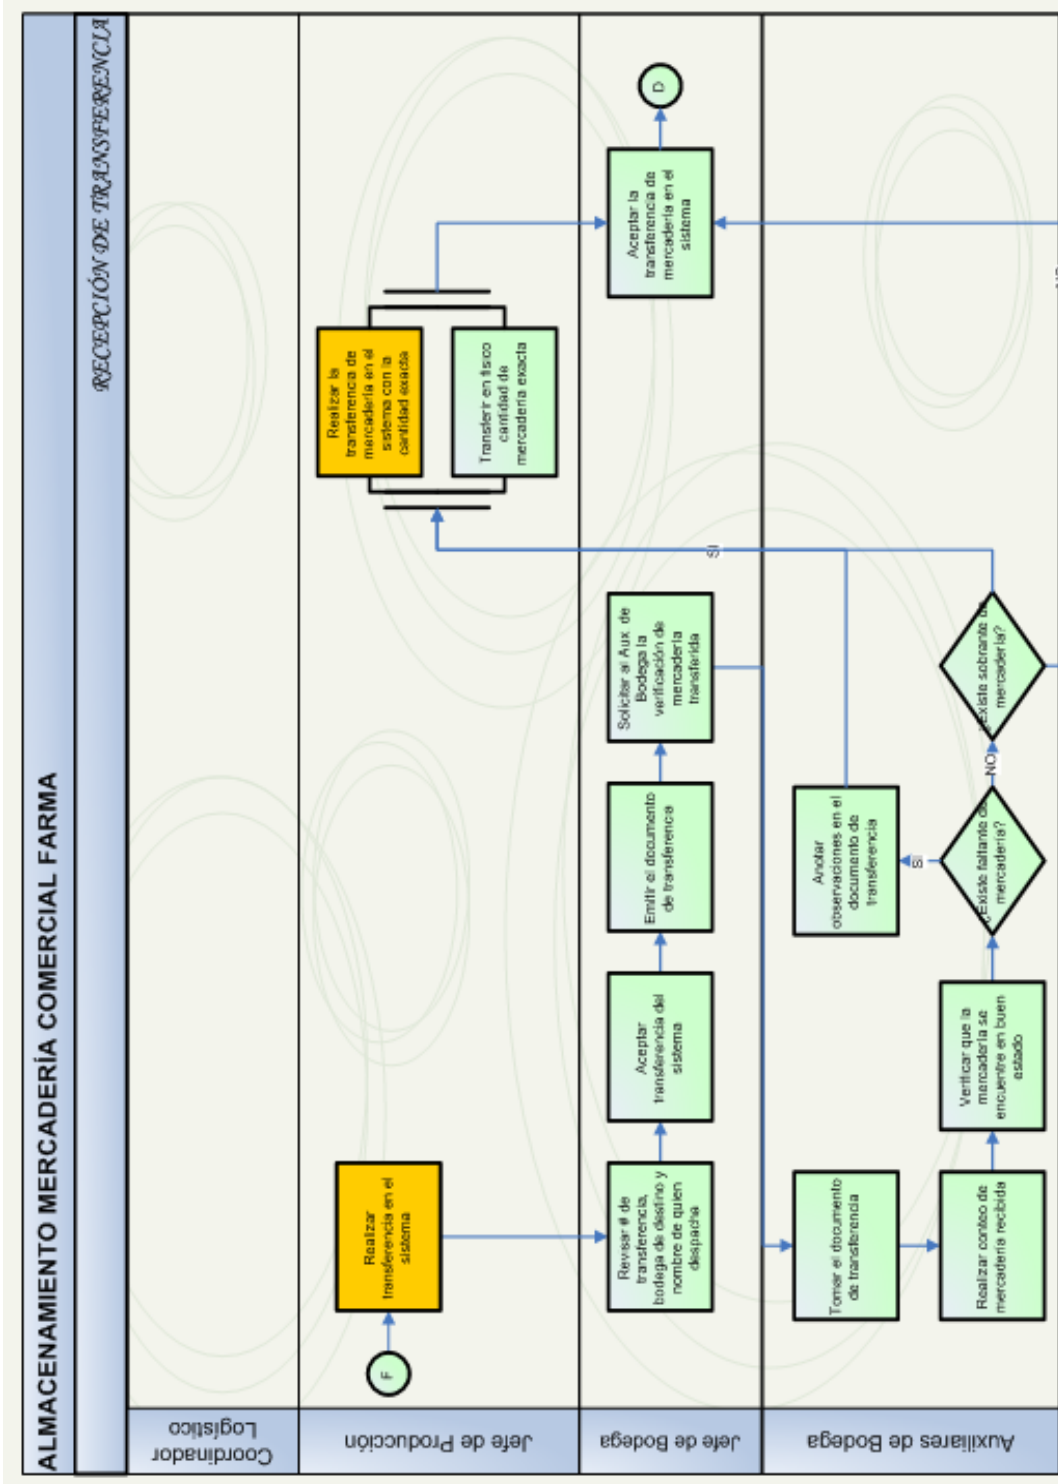 ALMACENAMIENTO MERCADERÍA COMERCIAL FARMA
RECEPCIÓN DE TRANSFERENCIA
Coordinador
Logístico
Jefe de Producción
F
Realizar
transferencia en el
sistema
Realizar la
transferencia de
mercadería en el
sistema con la
cantidad exacta
Transferir en físico
cantidad de
mercadería exacta
Jefe de Bodega
Revisar # de
transferencia,
bodega de destino y
nombre de quien
despacha
Aceptar
transferencia del
sistema
Emitir el documento
de transferencia
Solicitar al Aux. de
Bodega la
verificación de
mercadería
transferida
SI
Aceptar la
transferencia de
mercadería en el
sistema
D
Auxiliares de Bodega
Tomar el documento
de transferencia
Realizar conteo de
mercadería recibida
Verificar que la
mercadería se
encuentre en buen
estado
¿Existe faltante de
mercadería?
SI
Anotar
observaciones en el
documento de
transferencia
NO
¿Existe sobrante de
mercadería?